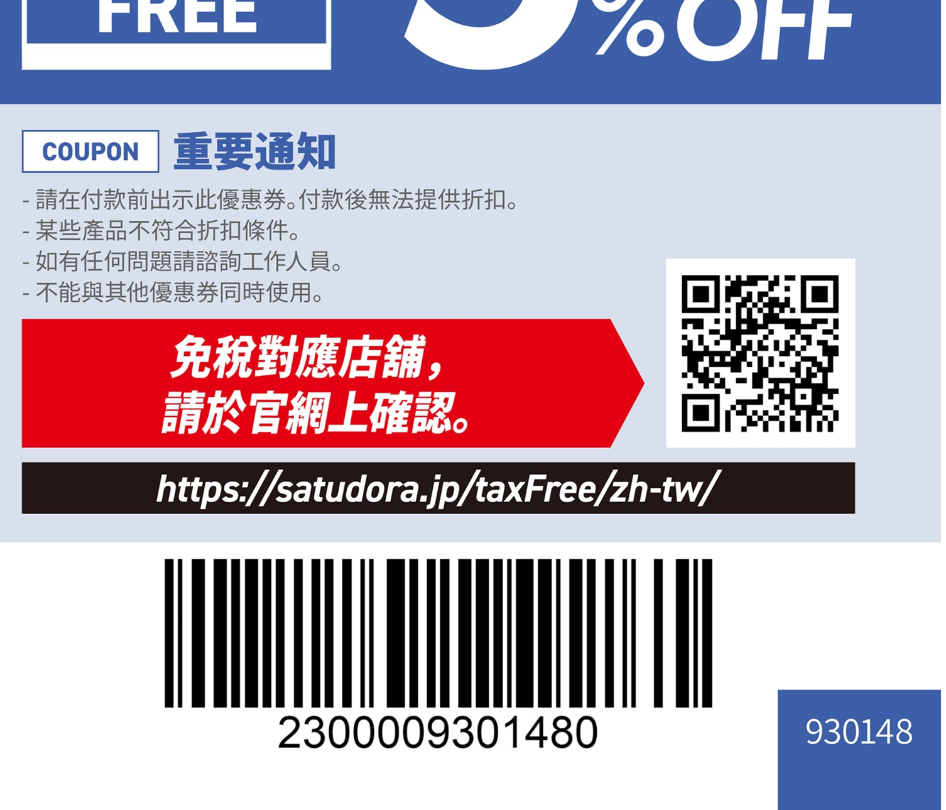 FREE
%OFF
COUPON 重要通知
- 請在付款前出示此優惠券。付款後無法提供折扣。
- 某些產品不符合折扣條件。
- 如有任何問題請諮詢工作人員。
- 不能與其他優惠券同時使用。
免稅對應店舖，
請於官網上確認。
https://satudora.jp/taxFree/zh-tw/
2300009301480
930148